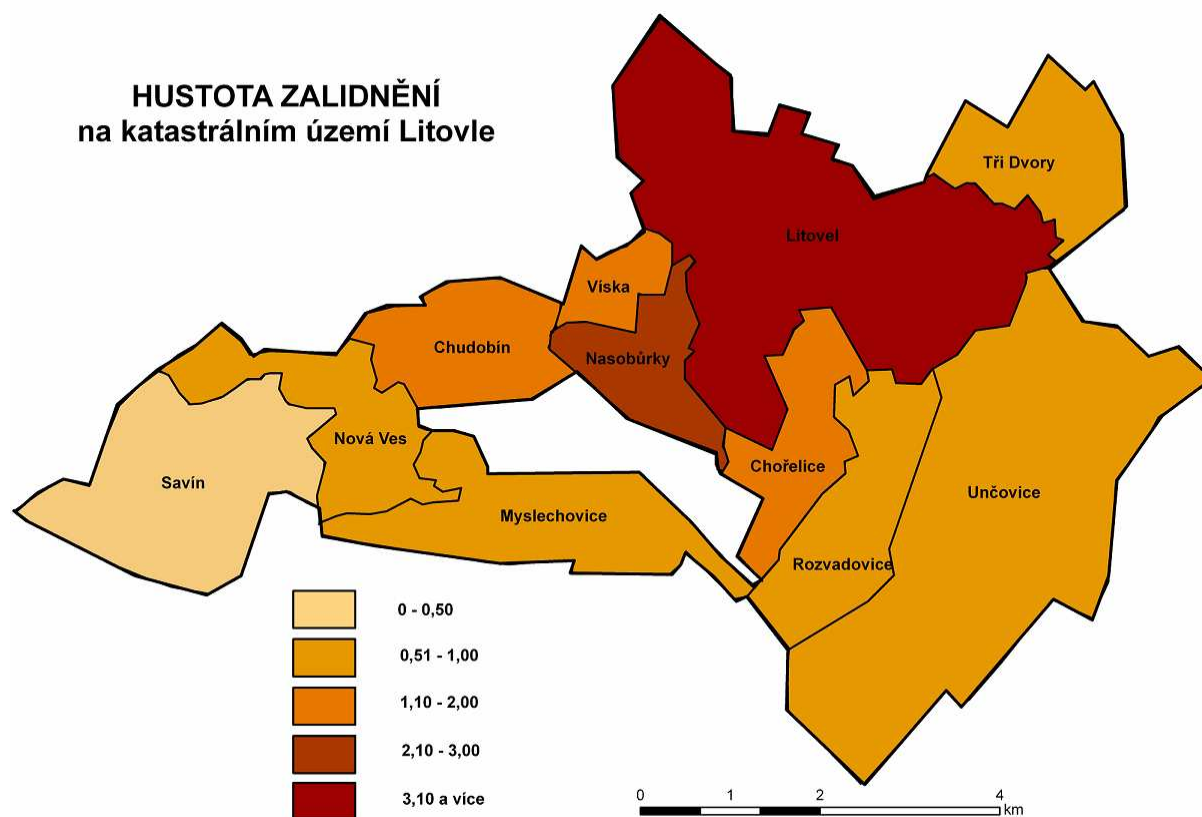 HUSTOTA ZALIDNĚNÍ
na katastrálním území Litovle
Tři Dvory
Litovel
Víska
Chudobín
Nasobůrky
Nová Ves
Chořelice
Savín
Unčovice
Myslechovice
Rozvadovice
0 - 0,50
0,51 - 1,00
1,10 - 2,00
2,10 - 3,00
3,10 a více
0 1 2 4
km